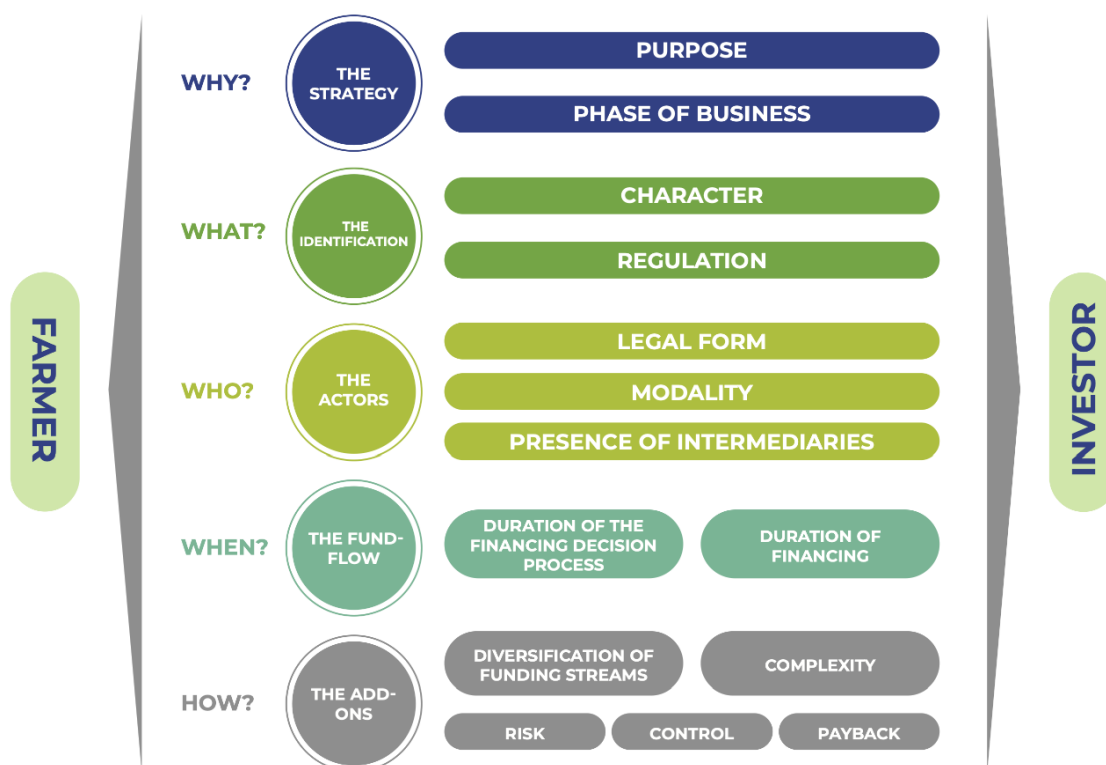 FARMER
WHY?
THE
STRATEGY
PURPOSE
PHASE OF BUSINESS
WHAT?
THE
IDENTIFICATION
CHARACTER
REGULATION
WHO?
THE
ACTORS
LEGAL FORM
MODALITY
PRESENCE OF INTERMEDIARIES
WHEN?
THE FUND-
FLOW
DURATION OF THE
FINANCING DECISION
PROCESS
DURATION OF
FINANCING
HOW?
THE ADD-
ONS
DIVERSIFICATION OF
FUNDING STREAMS
COMPLEXITY
RISK
CONTROL
PAYBACK
INVESTOR